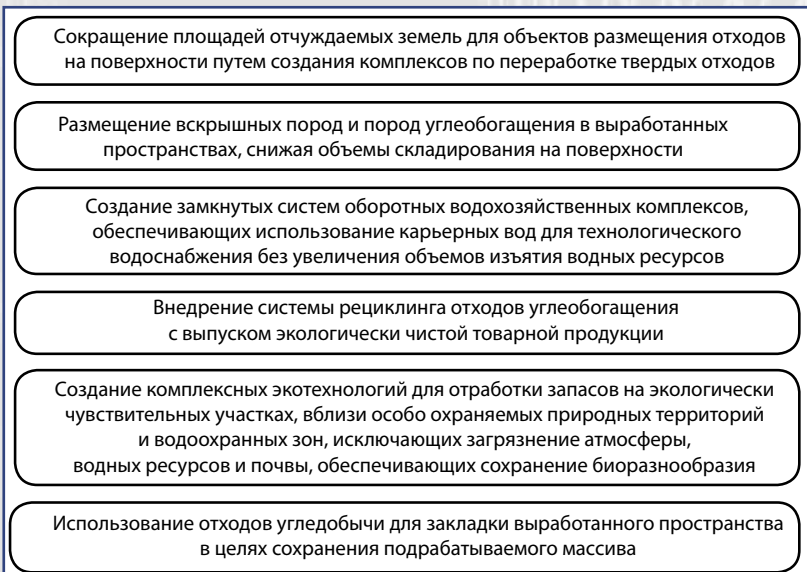 Сокращение площадей отчуждаемых земель для объектов размещения отходов
на поверхности путем создания комплексов по переработке твердых отходов
Размещение вскрышных пород и пород углеобогащения в выработанных
пространствах, снижая объемы складирования на поверхности
Создание замкнутых систем оборотных водохозяйственных комплексов,
обеспечивающих использование карьерных вод для технологического
водоснабжения без увеличения объемов изъятия водных ресурсов
Внедрение системы рециклинга отходов углеобогащения
с выпуском экологически чистой товарной продукции
Создание комплексных экотехнологий для отработки запасов на экологически
чувствительных участках, вблизи особо охраняемых природных территорий
и водоохранных зон, исключающих загрязнение атмосферы,
водных ресурсов и почвы, обеспечивающих сохранение биоразнообразия
Использование отходов угледобычи для закладки выработанного пространства
в целях сохранения подрабатываемого массива